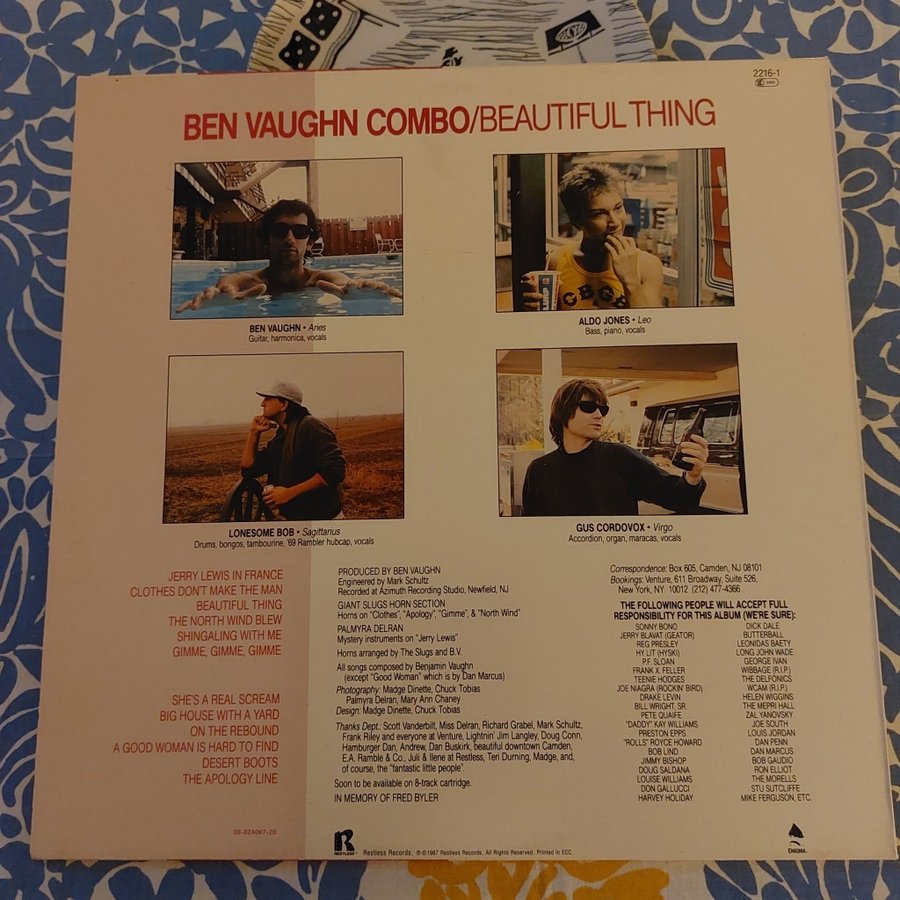 2216-1
BEN VAUGHN COMBO/BEAUTIFUL THING
BEN VAUGHN • Aries
Guitar, harmonica, vocals
C.B.G.B.
ALDO JONES • Leo
Bass, piano, vocals
LONESOME BOB • Sagittarius
Drums, bongos, tambourine, '69 Rambler hubcap, vocals
GUS CORDOVOX • Virgo
Accordion, organ, maracas, vocals
JERRY LEWIS IN FRANCE
CLOTHES DON'T MAKE THE MAN
BEAUTIFUL THING
THE NORTH WIND BLEW
SHINGALING WITH ME
GIMME, GIMME, GIMME
SHE'S A REAL SCREAM
BIG HOUSE WITH A YARD
ON THE REBOUND
A GOOD WOMAN IS HARD TO FIND
DESERT BOOTS
THE APOLOGY LINE
06-024067-20
PRODUCED BY BEN VAUGHN
Engineered by Mark Schultz
Recorded at Azimuth Recording Studio, Newfield, NJ
GIANT SLUGS HORN SECTION
Horns on "Clothes", "Apology", "Gimme", & "North Wind"
PALMYRA DELRAN
Mystery instruments on "Jerry Lewis"
Horns arranged by The Slugs and B.V.
All songs composed by Benjamin Vaughn
(except "Good Woman" which is by Dan Marcus)
Photography: Madge Dinette, Chuck Tobias
Palmyra Delran, Mary Ann Chaney
Design: Madge Dinette, Chuck Tobias
Thanks Dept.: Scott Vanderbilt, Miss Delran, Richard Grabel, Mark Schultz,
Frank Riley and everyone at Venture, Lightnin' Jim Langley, Doug Conn,
Hamburger Dan, Andrew, Dan Buskirk, beautiful downtown Camden,
E.A. Ramble & Co., Juli & Ilene at Restless, Teri Durning, Madge, and,
of course, the "fantastic little people".
Soon to be available on 8-track cartridge.
IN MEMORY OF FRED BYLER
Correspondence: Box 605, Camden, NJ 08101
Bookings: Venture, 611 Broadway, Suite 526,
New York, NY 10012 (212) 477-4366
THE FOLLOWING PEOPLE WILL ACCEPT FULL
RESPONSIBILITY FOR THIS ALBUM (WE'RE SURE):
SONNY BONO
JERRY BLAVAT (GEATOR)
REG PRESLEY
HY LIT (HYSKI)
P.F. SLOAN
FRANK X. FELLER
TEENIE HODGES
JOE NIAGRA (ROCKIN' BIRD)
DRAKE LEVIN
BILL WRIGHT, SR.
PETE QUAIFE
"DADDY" KAY WILLIAMS
PRESTON EPPS
"ROLLS" ROYCE HOWARD
BOB LIND
JIMMY BISHOP
DOUG SALDANA
LOUISE WILLIAMS
DON GALLUCCI
HARVEY HOLIDAY
DICK DALE
BUTTERBALL
LEONIDAS BAETY
LONG JOHN WADE
GEORGE IVAN
WIBBAGE (R.I.P.)
THE DELFONICS
WCAM (R.I.P.)
HELEN WIGGINS
THE MEPRI HALL
ZAL YANOVSKY
JOE SOUTH
LOUIS JORDAN
DAN PENN
DAN MARCUS
BOB GAUDIO
RON ELLIOT
THE MORELLS
STU SUTCLIFFE
MIKE FERGUSON, ETC.
RESTLESS
Restless Records, ℗©1987 Restless Records, All Rights Reserved. Printed in EEC.
ENIGMA